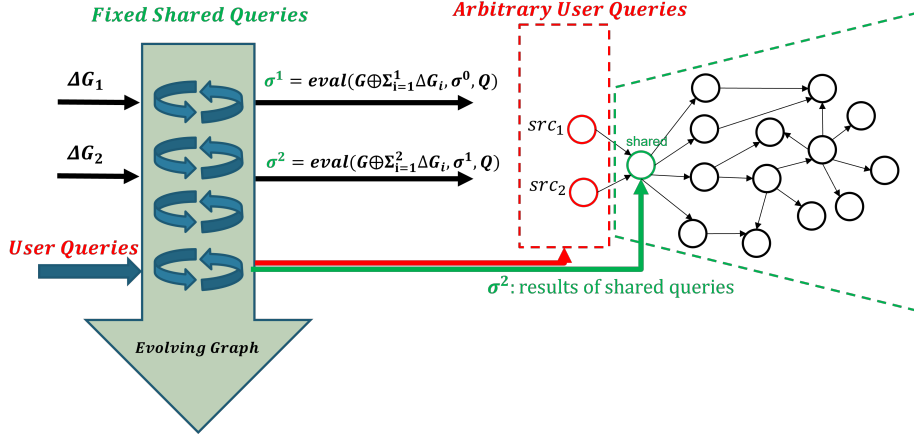 Fixed Shared Queries
Arbitrary User Queries
ΔG₁
σ¹ = eval(G⊕Σ¹ᵢ₌₁ΔGᵢ, σ⁰, Q)
src₁
shared
ΔG₂
σ² = eval(G⊕Σ²ᵢ₌₁ΔGᵢ, σ¹, Q)
src₂
User Queries
σ²: results of shared queries
Evolving Graph